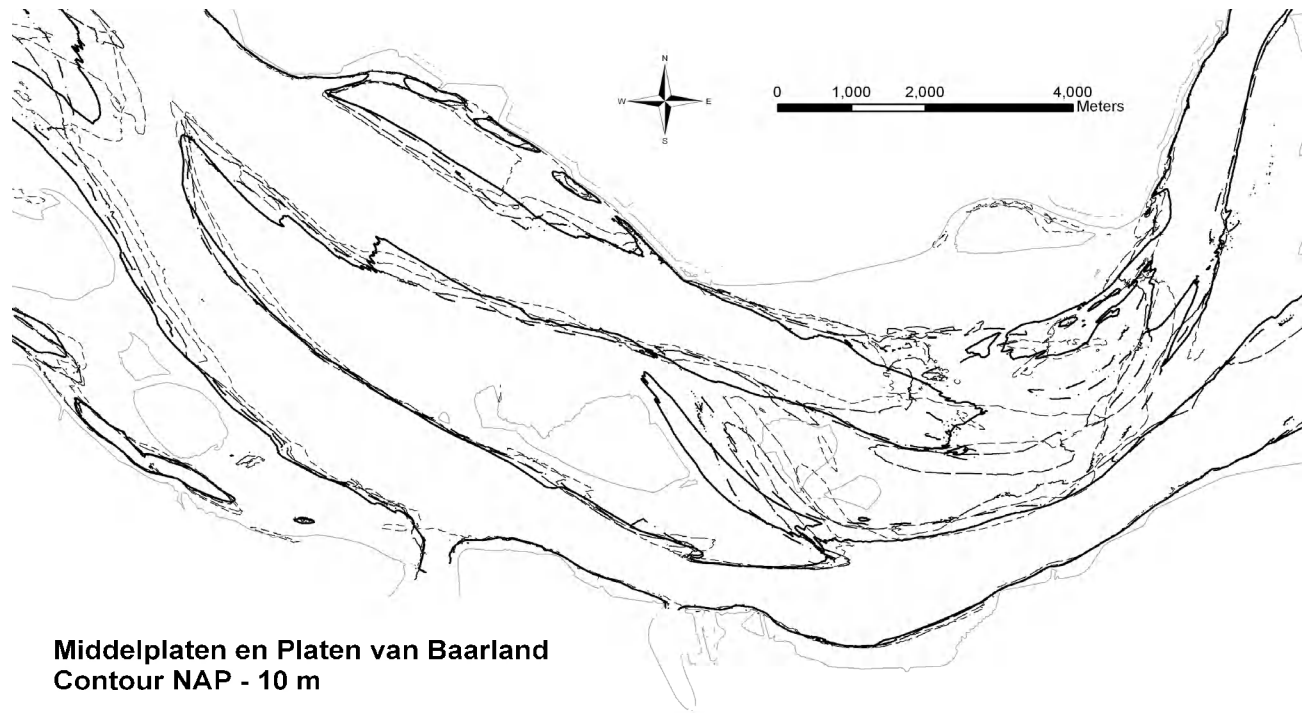 N
W E
S
0 1,000 2,000 4,000
Meters
Middelplaten en Platen van Baarland
Contour NAP - 10 m